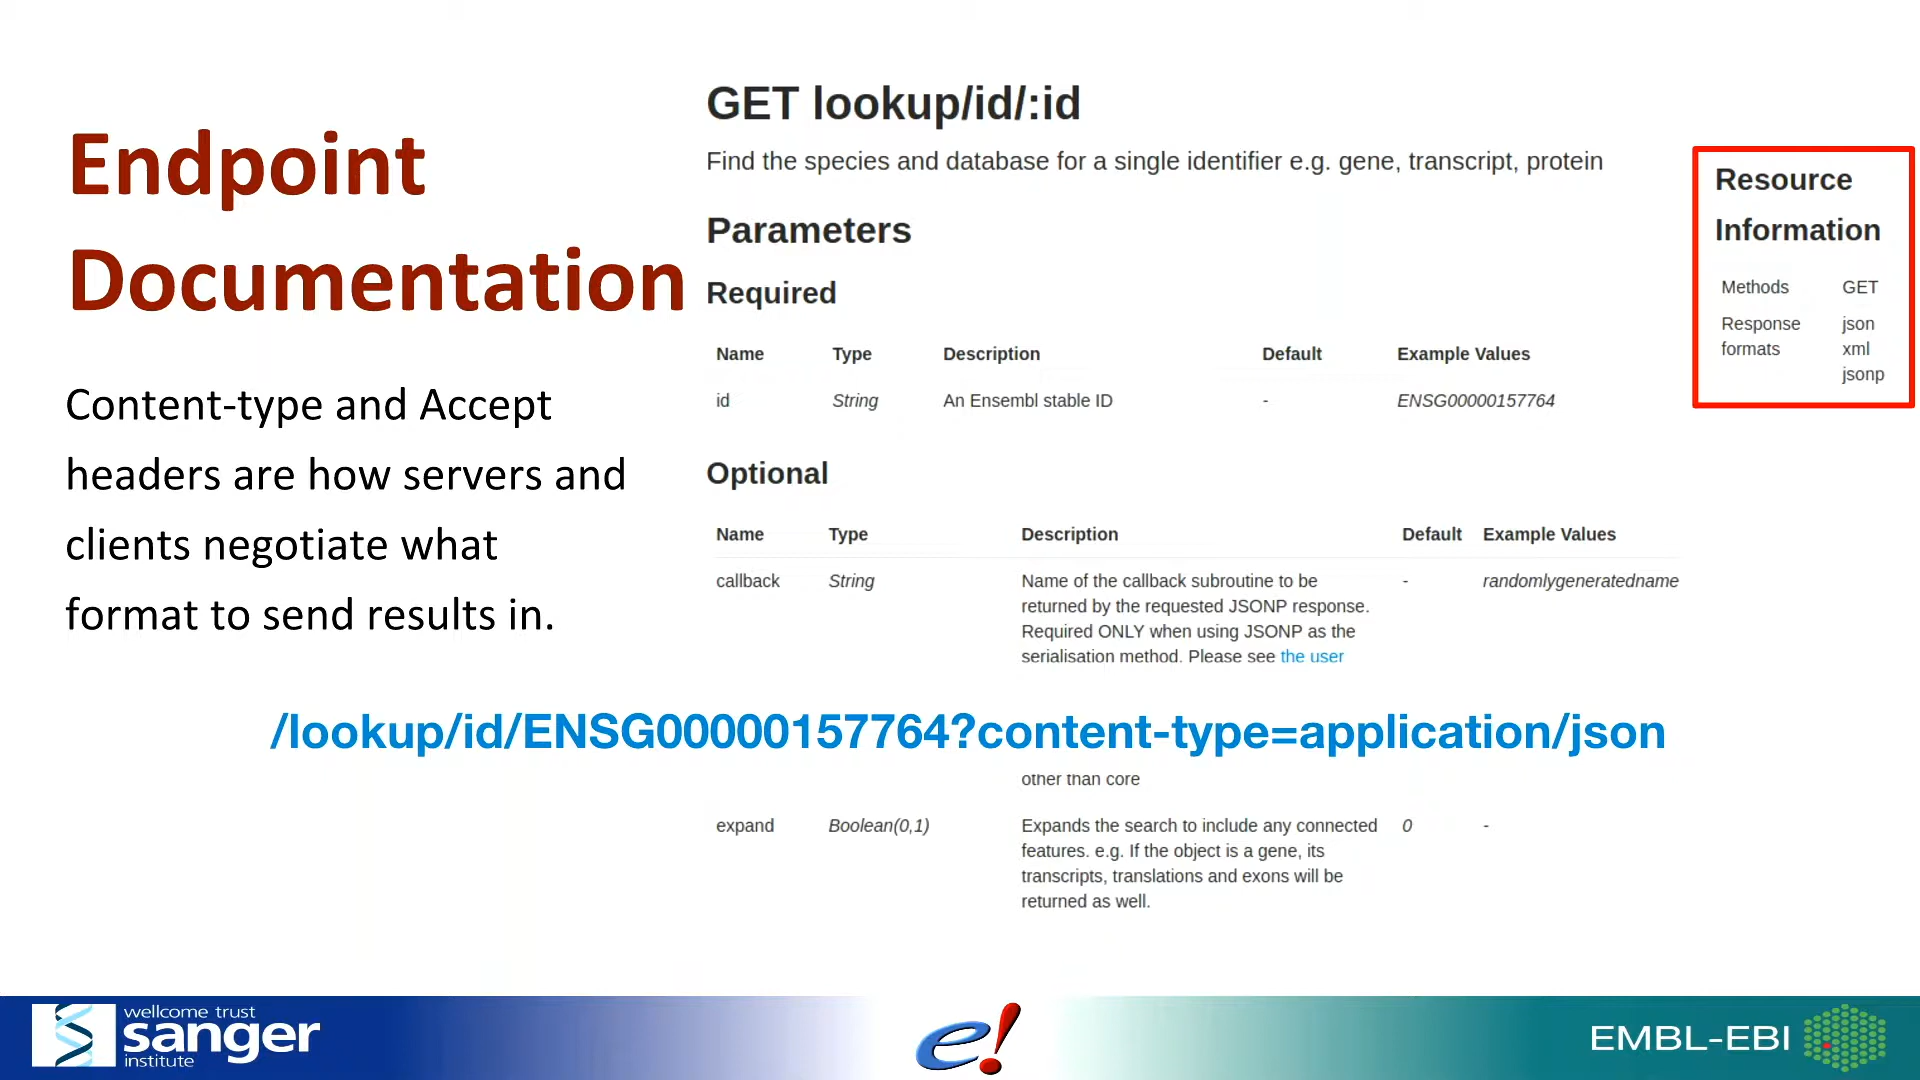 Endpoint
Documentation
Content-type and Accept
headers are how servers and
clients negotiate what
format to send results in.
GET lookup/id/:id
Find the species and database for a single identifier e.g. gene, transcript, protein
Parameters
Required
Name Type Description Default Example Values
id String An Ensembl stable ID - ENSG00000157764
Optional
Name Type Description Default Example Values
callback String Name of the callback subroutine to be - randomlygeneratedname
returned by the requested JSONP response.
Required ONLY when using JSONP as the
serialisation method. Please see the user
/lookup/id/ENSG00000157764?content-type=application/json
other than core
expand Boolean(0,1) Expands the search to include any connected 0 -
features. e.g. If the object is a gene, its
transcripts, translations and exons will be
returned as well.
Resource
Information
Methods GET
Response json
formats xml
jsonp
wellcome trust
sanger
institute
e!
EMBL-EBI